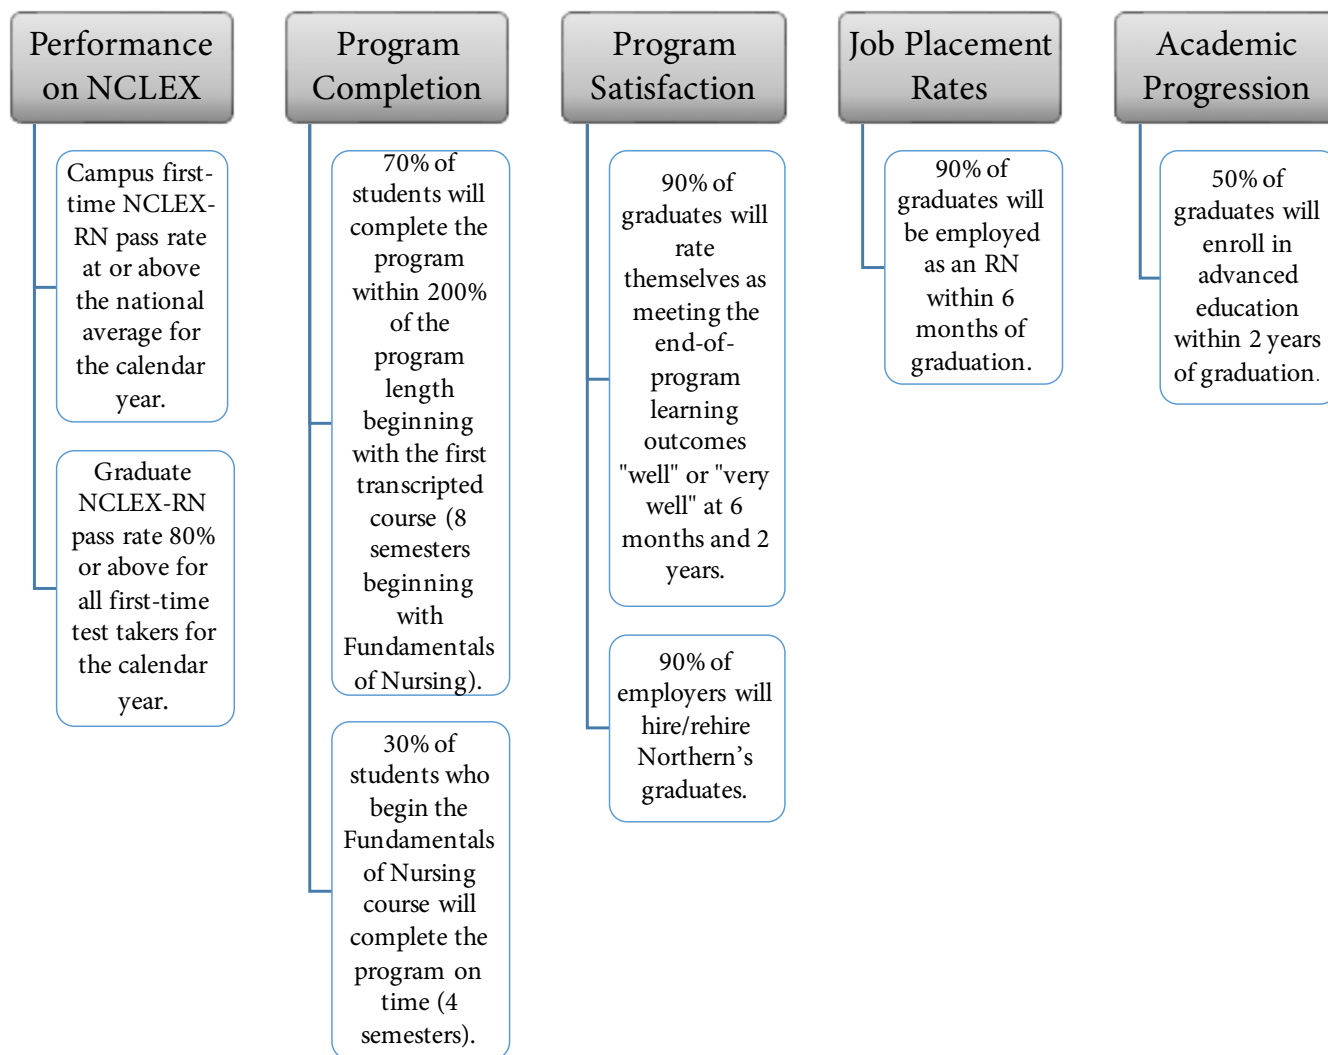 Performance
on NCLEX
Campus first-
time NCLEX-
RN pass rate
at or above
the national
average for
the calendar
year.
Graduate
NCLEX-RN
pass rate 80%
or above for
all first-time
test takers for
the calendar
year.
Program
Completion
70% of
students will
complete the
program
within 200%
of the
program
length
beginning
with the first
transcripted
course (8
semesters
beginning
with
Fundamentals
of Nursing).
30% of
students who
begin the
Fundamentals
of Nursing
course will
complete the
program on
time (4
semesters).
Program
Satisfaction
90% of
graduates will
rate
themselves as
meeting the
end-of-
program
learning
outcomes
"well" or "very
well" at 6
months and 2
years.
90% of
employers will
hire/rehire
Northern’s
graduates.
Job Placement
Rates
90% of
graduates will
be employed
as an RN
within 6
months of
graduation.
Academic
Progression
50% of
graduates will
enroll in
advanced
education
within 2 years
of graduation.